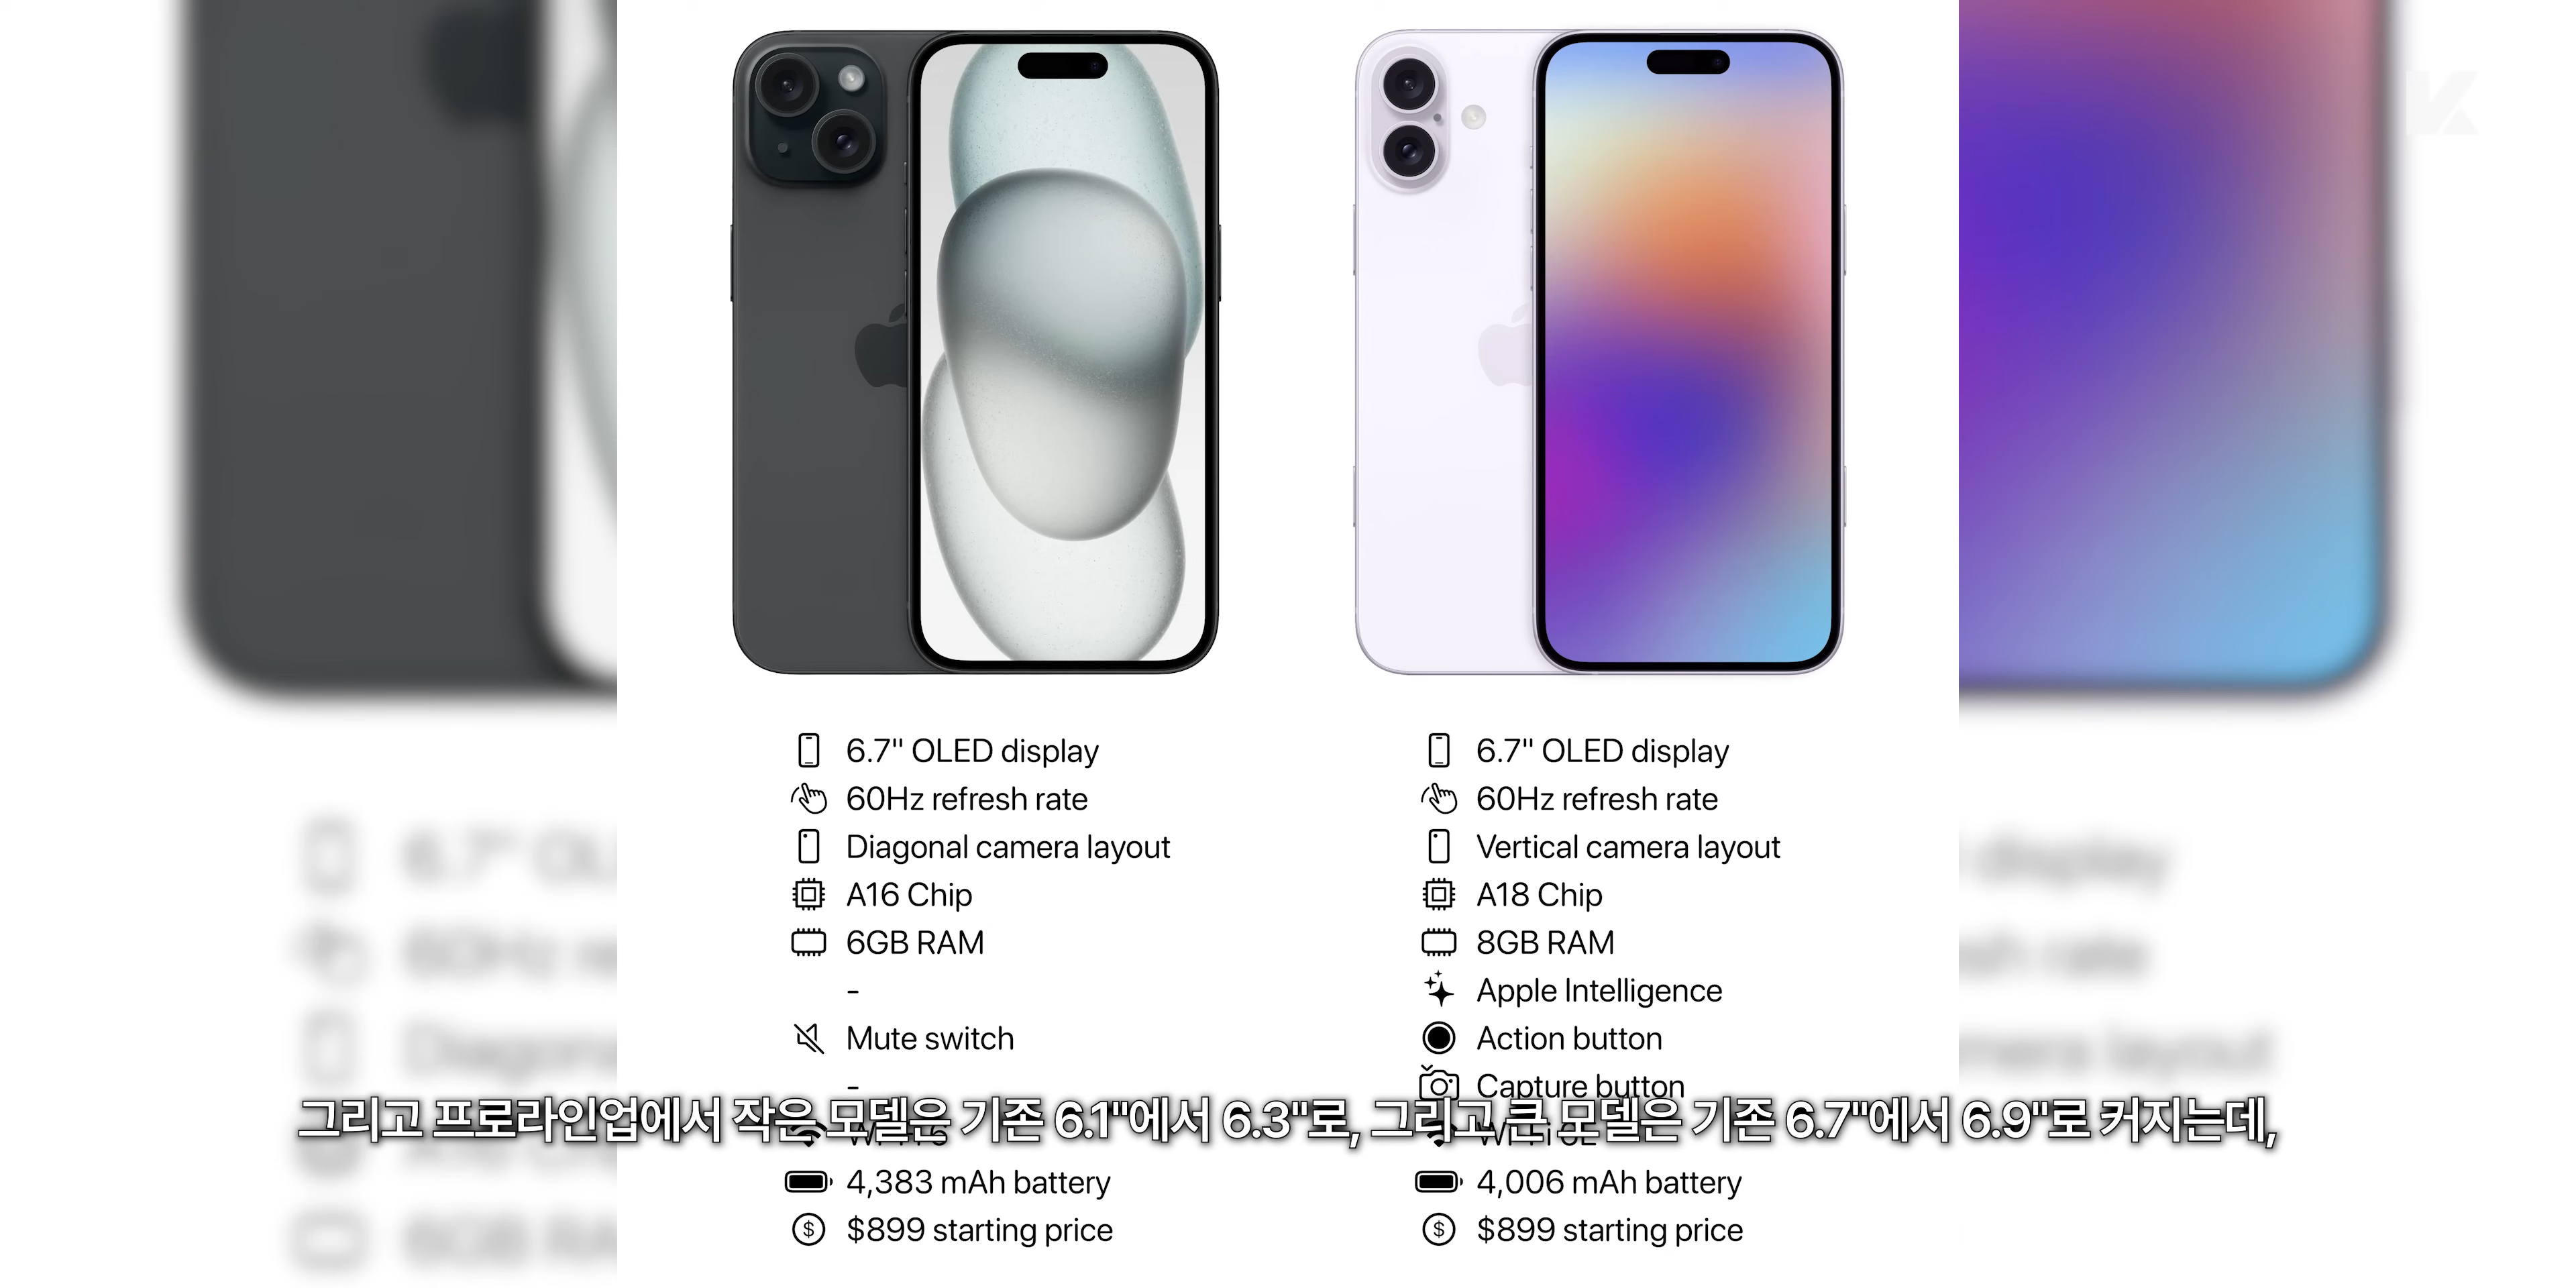 6.7" OLED display
60Hz refresh rate
Diagonal camera layout
A16 Chip
6GB RAM
-
Mute switch
-
4,383 mAh battery
$899 starting price
6.7" OLED display
60Hz refresh rate
Vertical camera layout
A18 Chip
8GB RAM
Apple Intelligence
Action button
Capture button
4,006 mAh battery
$899 starting price
그리고 프로라인업에서 작은 모델은 기존 6.1"에서 6.3"로, 그리고 큰 모델은 기존 6.7"에서 6.9"로 커지는데,